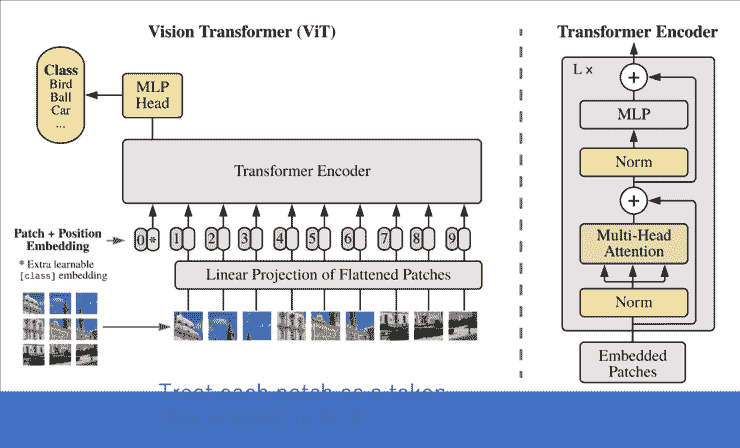 Vision Transformer (ViT)
Class
Bird
Ball
Car
...
MLP
Head
Transformer Encoder
Patch + Position
Embedding
0 * 1 2 3 4 5 6 7 8 9
* Extra learnable
[class] embedding
Linear Projection of Flattened Patches
Treat each patch as a token
Transformer Encoder
L x
+
MLP
Norm
+
Multi-Head
Attention
Norm
Embedded
Patches